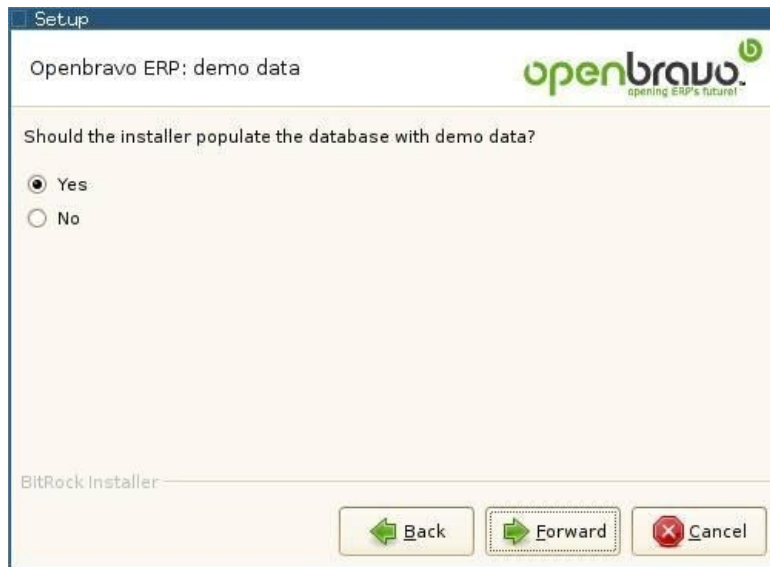 Setup
Openbravo ERP: demo data
openbravo.
opening ERP's future!
Should the installer populate the database with demo data?
Yes
No
BitRock Installer
Back
Forward
Cancel